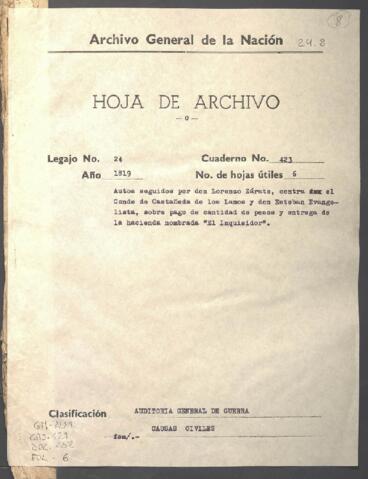 8
Archivo General de la Nación 24.8
HOJA DE ARCHIVO
—o—
Legajo No. 24 Cuaderno No. 423
Año 1819 No. de hojas útiles 6
Autos seguidos por don Lorenzo Zárate, contra el
Conde de Castañeda de los Lamos y don Esteban Evange-
lista, sobre pago de cantidad de pesos y entrega de
la hacienda nombrada "El Inquisidor".
Clasificación AUDITORIA GENERAL DE GUERRA
CAUSAS CIVILES
fom/.-
FOL - 6